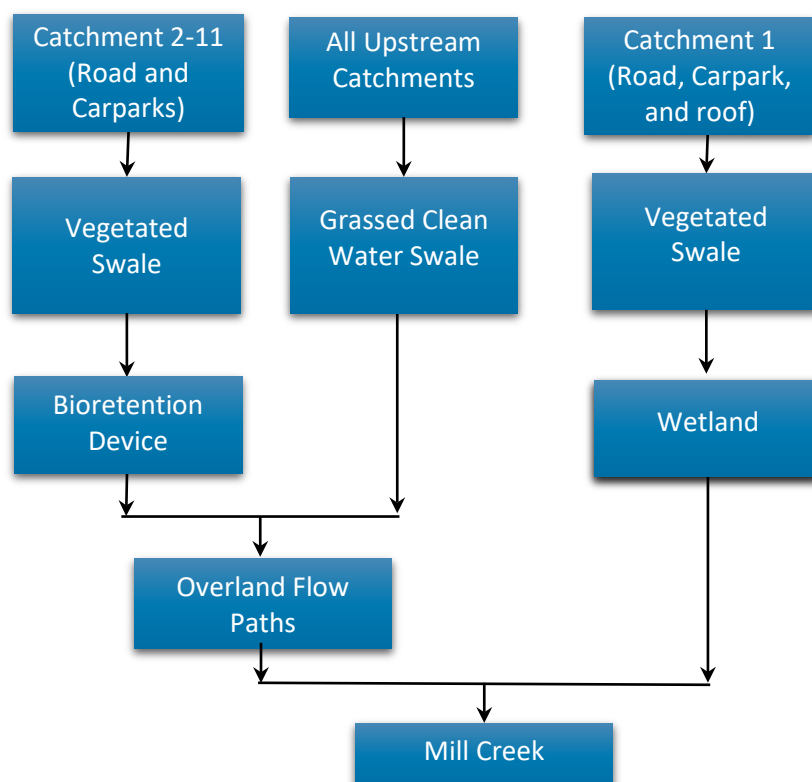 Catchment 2-11
(Road and
Carparks)
All Upstream
Catchments
Catchment 1
(Road, Carpark,
and roof)
Vegetated
Swale
Grassed Clean
Water Swale
Vegetated
Swale
Bioretention
Device
Wetland
Overland Flow
Paths
Mill Creek